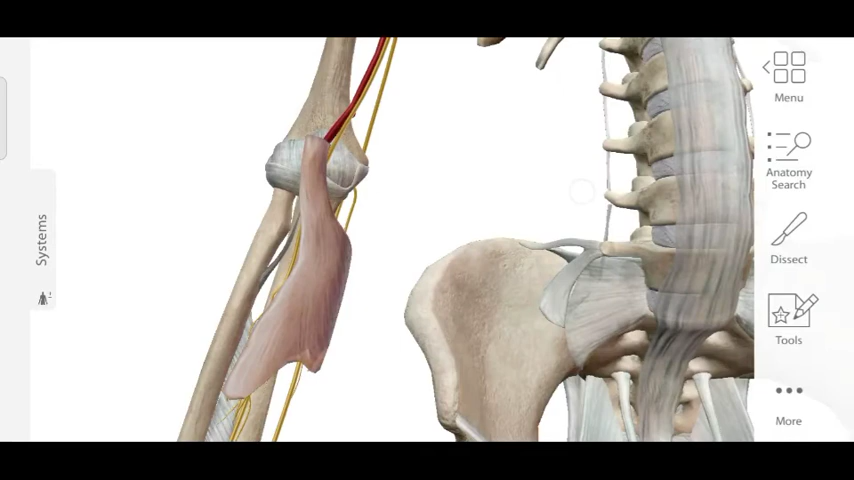 Menu
Anatomy
Search
Systems
Dissect
Tools
More